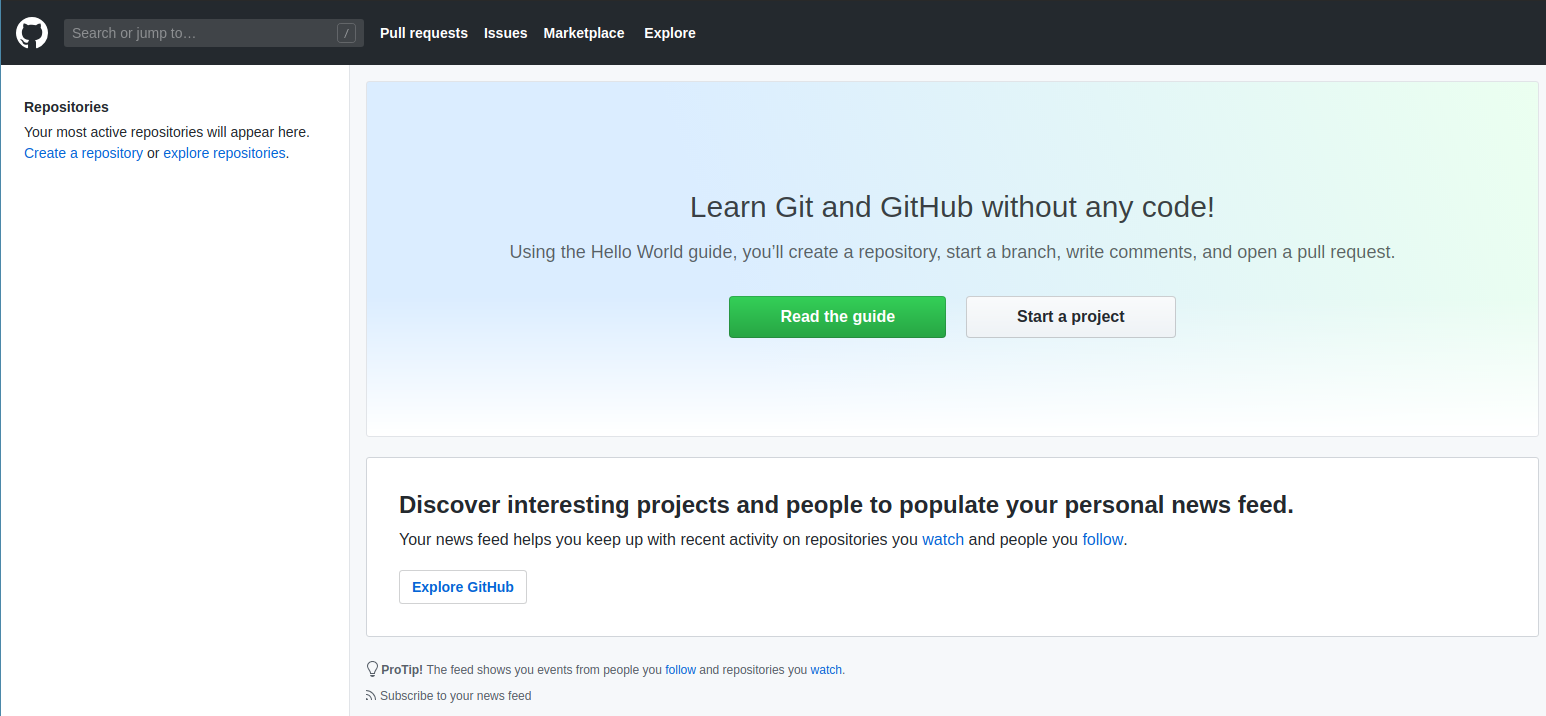 Search or jump to…
/
Pull requests
Issues
Marketplace
Explore
Repositories
Your most active repositories will appear here.
Create a repository or explore repositories.
Learn Git and GitHub without any code!
Using the Hello World guide, you’ll create a repository, start a branch, write comments, and open a pull request.
Read the guide
Start a project
Discover interesting projects and people to populate your personal news feed.
Your news feed helps you keep up with recent activity on repositories you watch and people you follow.
Explore GitHub
ProTip! The feed shows you events from people you follow and repositories you watch.
Subscribe to your news feed